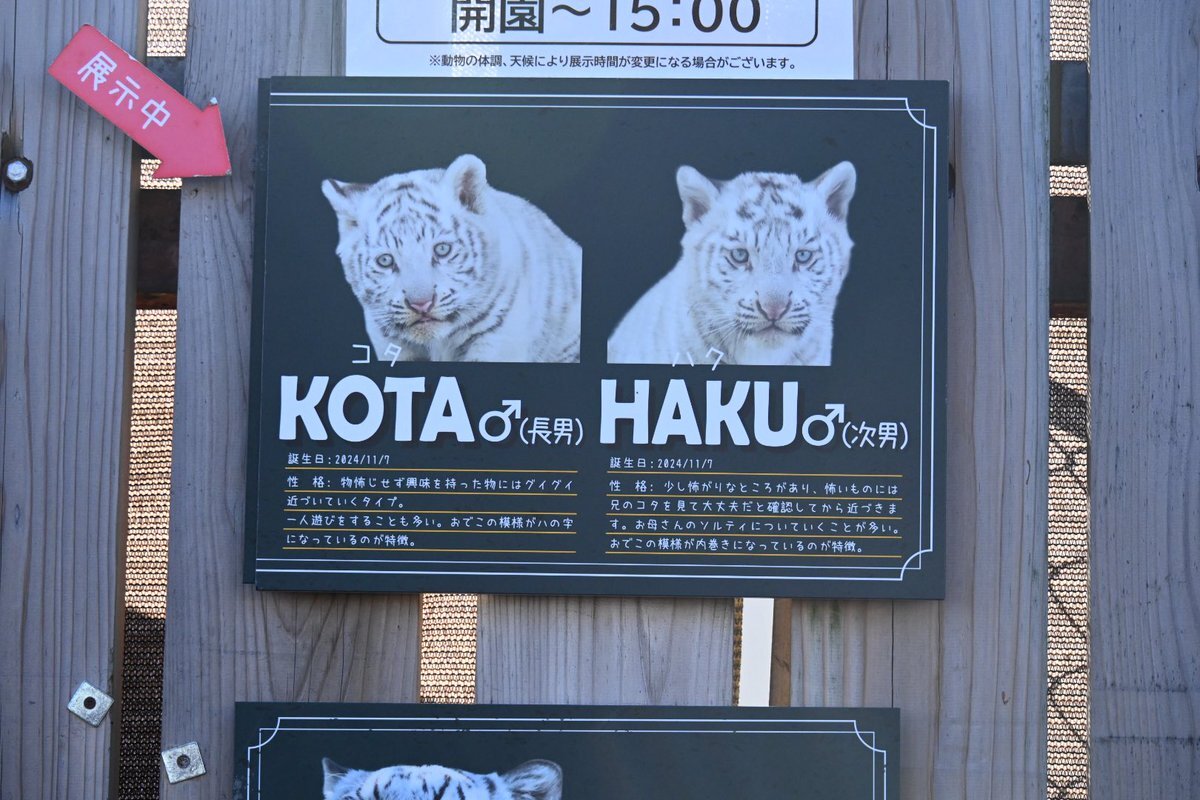 開園～15:00
※動物の体調、天候により展示時間が変更になる場合がございます。
展示中
コタ
KOTA♂(長男)
誕生日:2024/11/7
性 格: 物怖じせず興味を持った物にはグイグイ
近づいていくタイプ。
一人遊びをすることも多い。おでこの模様がハの字
になっているのが特徴。
ハク
HAKU♂(次男)
誕生日:2024/11/7
性 格: 少し怖がりなところがあり、怖いものには
兄のコタを見て大丈夫だと確認してから近づきま
す。お母さんのソルティについていくことが多い。
おでこの模様が内巻きになっているのが特徴。